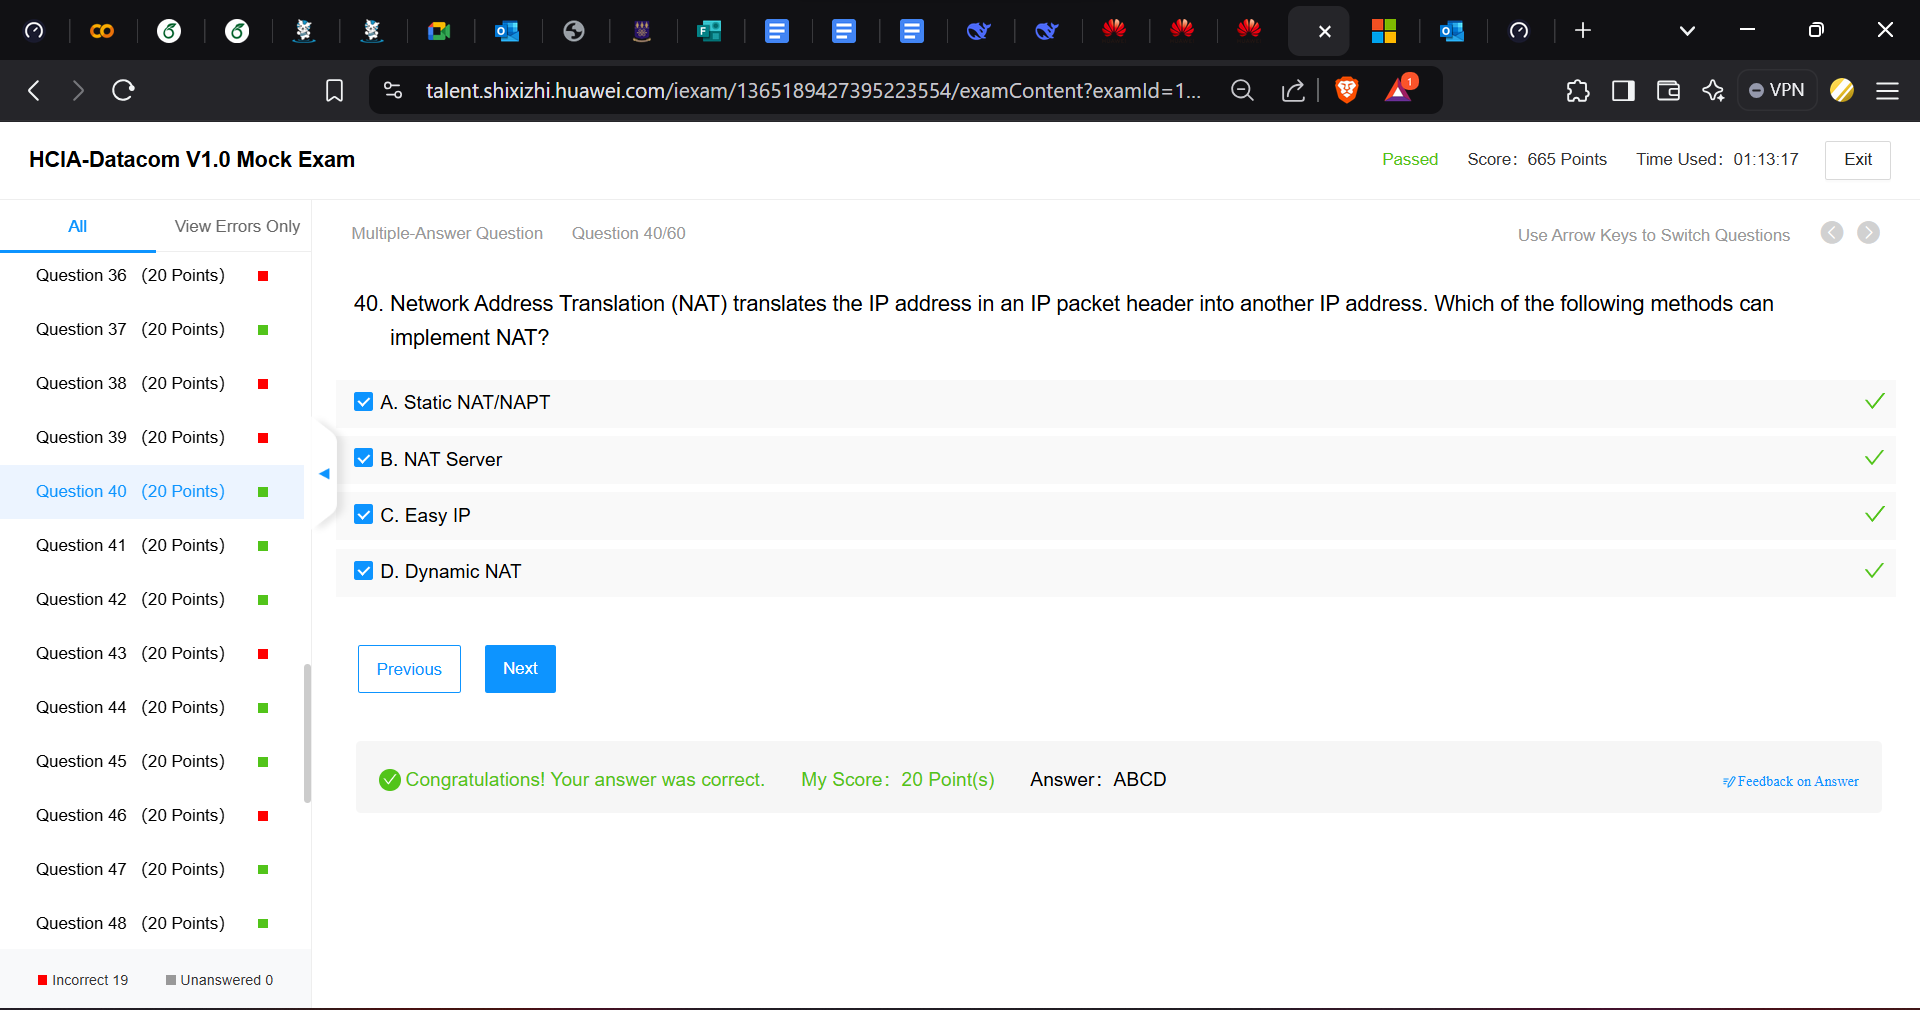 talent.shixizhi.huawei.com/iexam/1365189427395223554/examContent?examId=1...
1
VPN
HCIA-Datacom V1.0 Mock Exam
Passed
Score： 665 Points
Time Used： 01:13:17
Exit
All
View Errors Only
Multiple-Answer Question
Question 40/60
Use Arrow Keys to Switch Questions
Question 36 (20 Points)
Question 37 (20 Points)
Question 38 (20 Points)
Question 39 (20 Points)
Question 40 (20 Points)
Question 41 (20 Points)
Question 42 (20 Points)
Question 43 (20 Points)
Question 44 (20 Points)
Question 45 (20 Points)
Question 46 (20 Points)
Question 47 (20 Points)
Question 48 (20 Points)
Incorrect 19
Unanswered 0
40. Network Address Translation (NAT) translates the IP address in an IP packet header into another IP address. Which of the following methods can
implement NAT?
A. Static NAT/NAPT
B. NAT Server
C. Easy IP
D. Dynamic NAT
Previous
Next
Congratulations! Your answer was correct.
My Score： 20 Point(s)
Answer： ABCD
Feedback on Answer